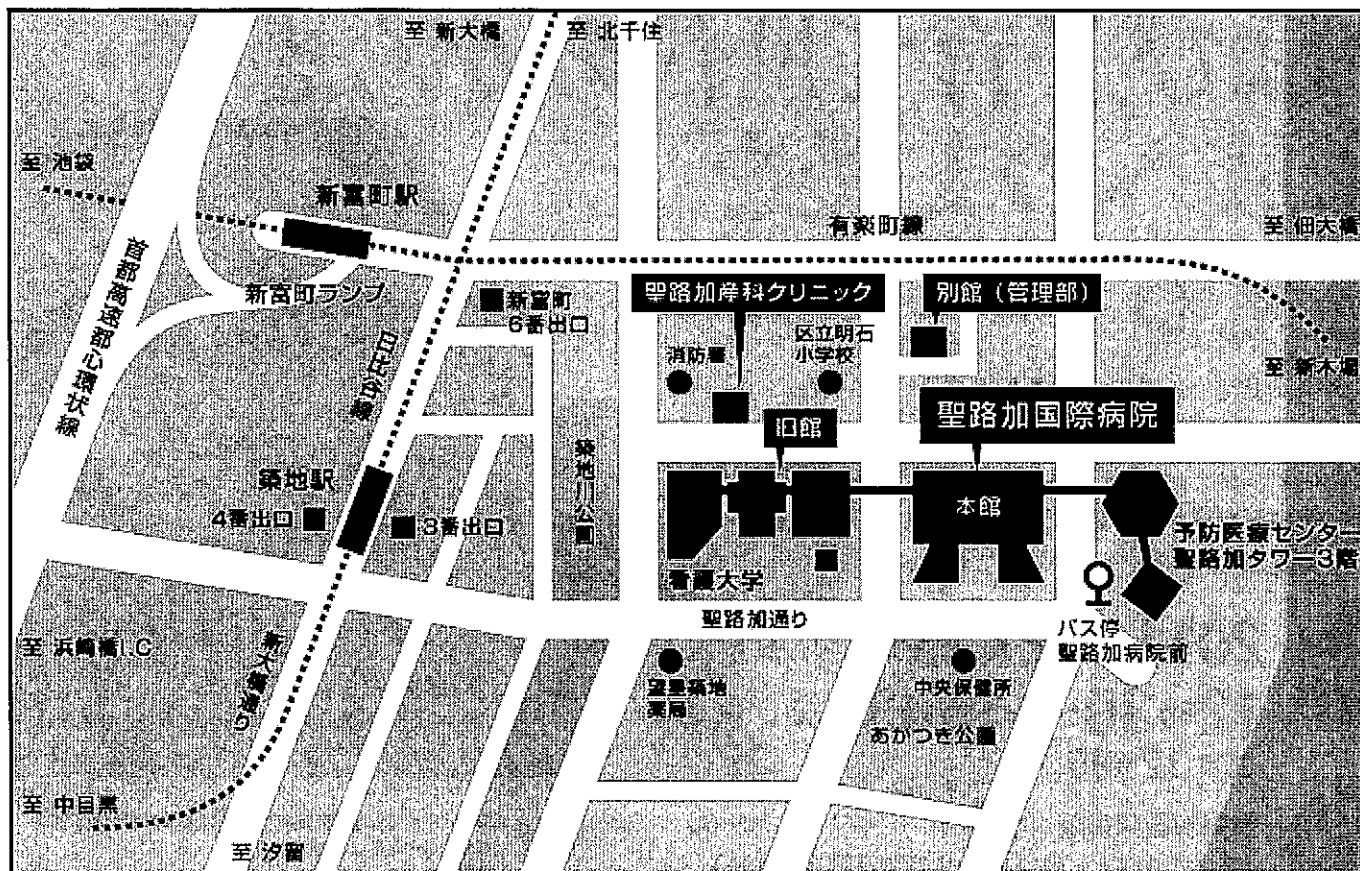 至 新大橋
至 北千住
至 池袋
新富町駅
有楽町線
至 佃大橋
首都高速都心環状線
新富町ランプ
新富町
6番出口
聖路加産科クリニック
別館（管理部）
日比谷線
消防署
区立明石
小学校
至 新木場
旧館
聖路加国際病院
築地駅
4番出口
3番出口
築地川公園
本館
予防医療センター
聖路加タワー3階
看護大学
聖路加通り
バス停
聖路加病院前
至 浜崎橋I.C
新大橋通り
望星築地
薬局
中央保健所
あかつき公園
至 中目黒
至 汐留